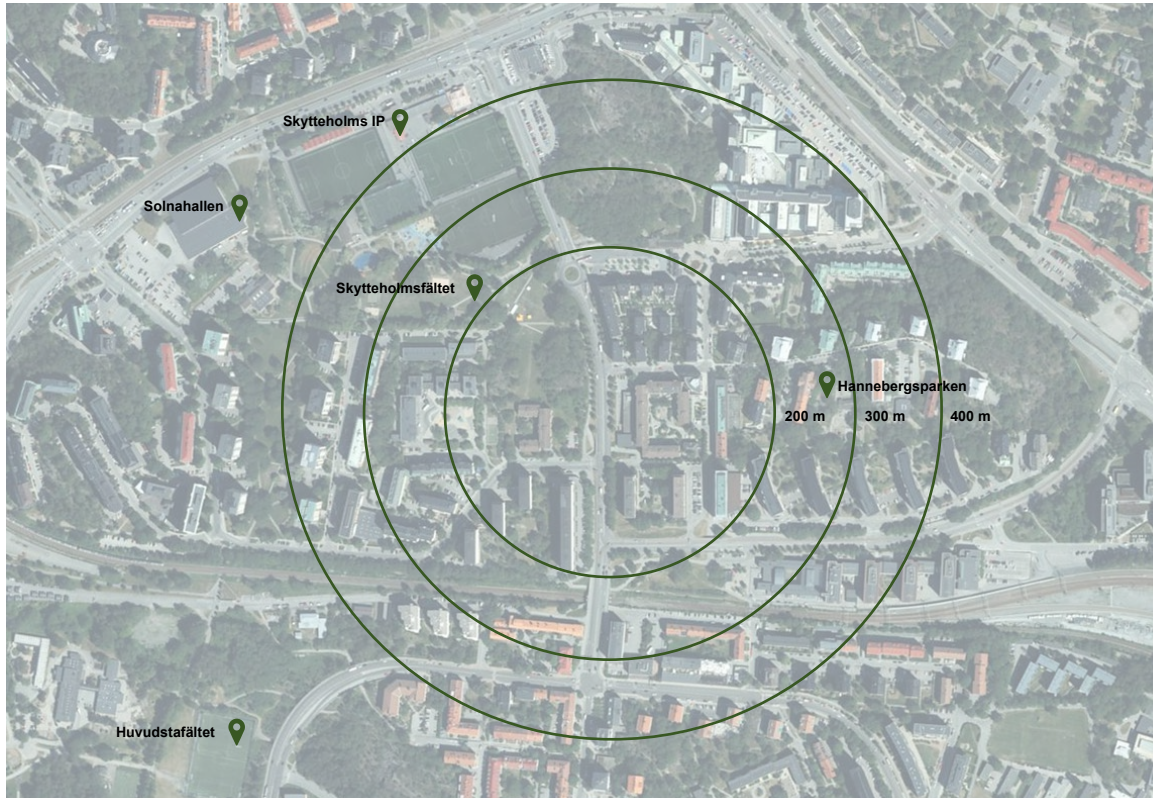 Skytteholms IP
Solnahallen
Skytteholmsfältet
Hannebergsparken
200 m
300 m
400 m
Huvudstafältet